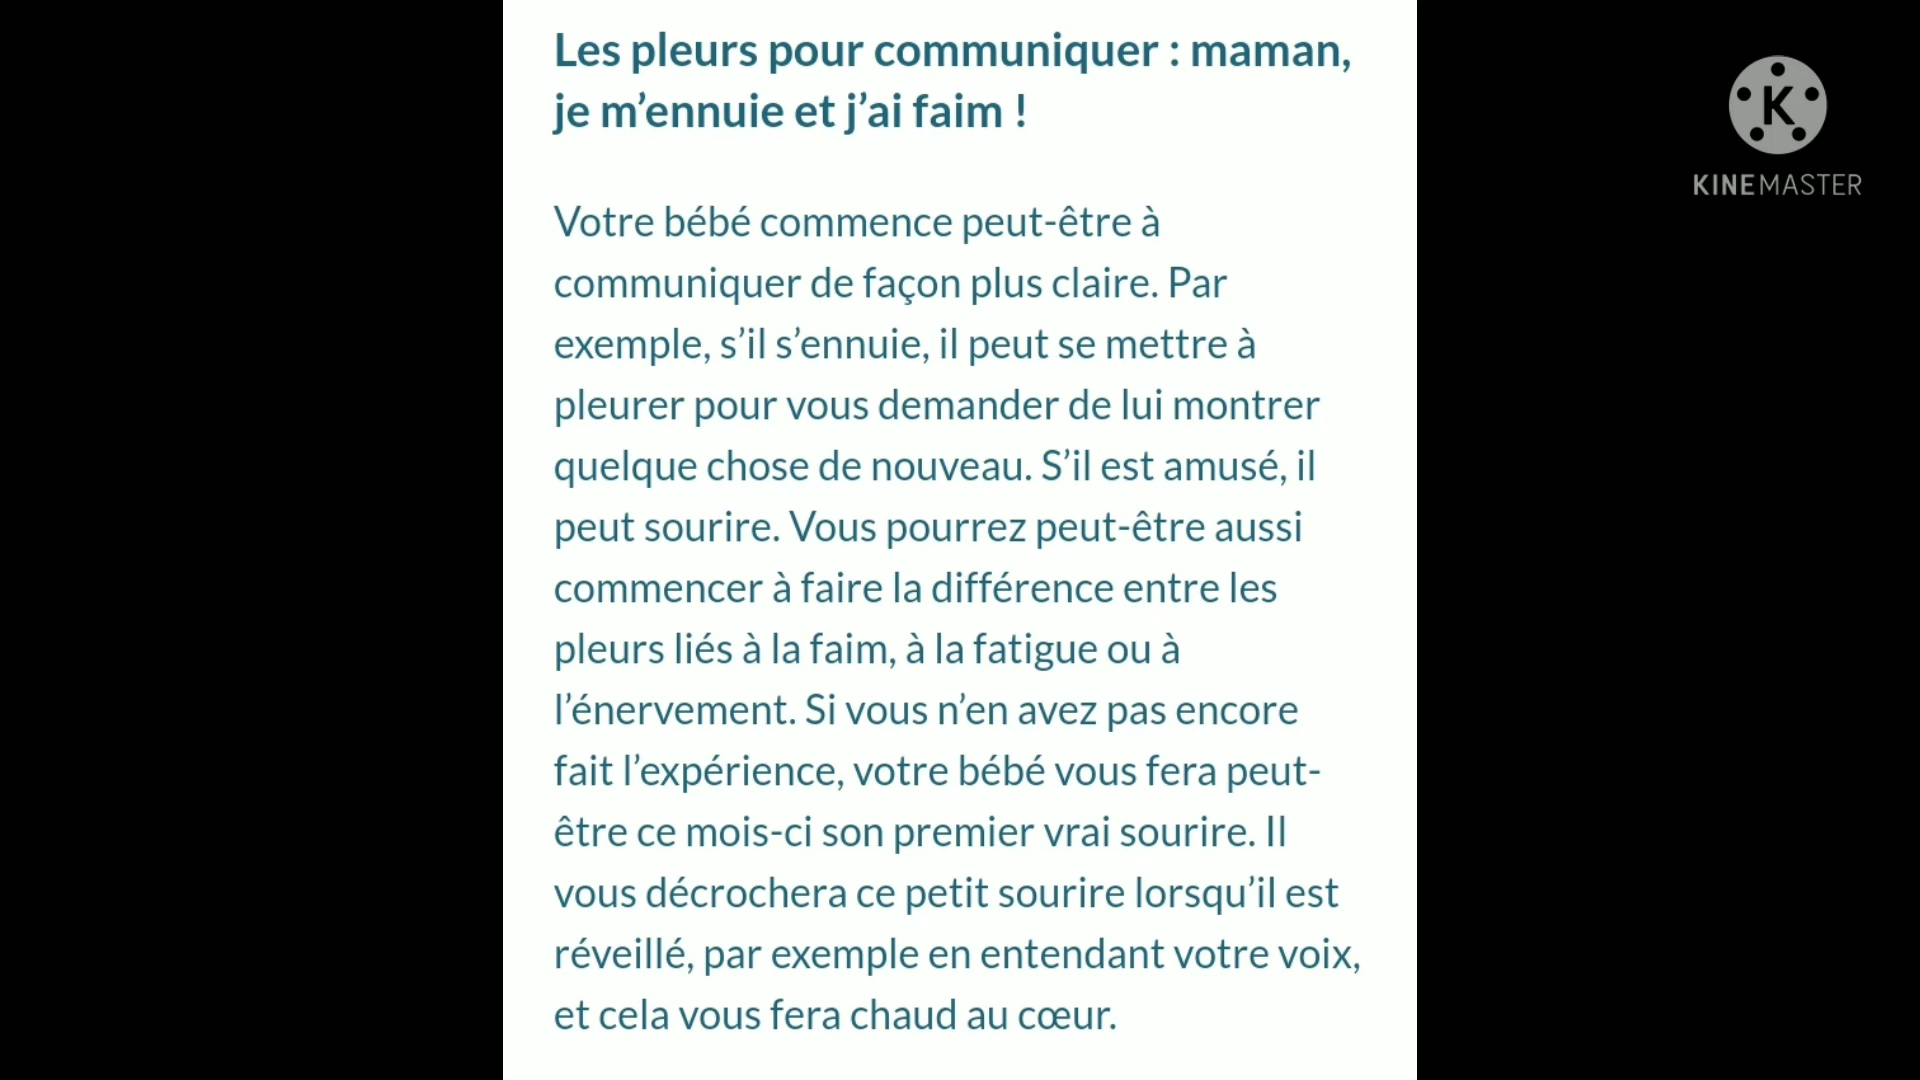 Les pleurs pour communiquer : maman,
je m’ennuie et j’ai faim !
Votre bébé commence peut-être à
communiquer de façon plus claire. Par
exemple, s’il s’ennuie, il peut se mettre à
pleurer pour vous demander de lui montrer
quelque chose de nouveau. S’il est amusé, il
peut sourire. Vous pourrez peut-être aussi
commencer à faire la différence entre les
pleurs liés à la faim, à la fatigue ou à
l’énervement. Si vous n’en avez pas encore
fait l’expérience, votre bébé vous fera peut-
être ce mois-ci son premier vrai sourire. Il
vous décrochera ce petit sourire lorsqu’il est
réveillé, par exemple en entendant votre voix,
et cela vous fera chaud au cœur.
K
KINEMASTER